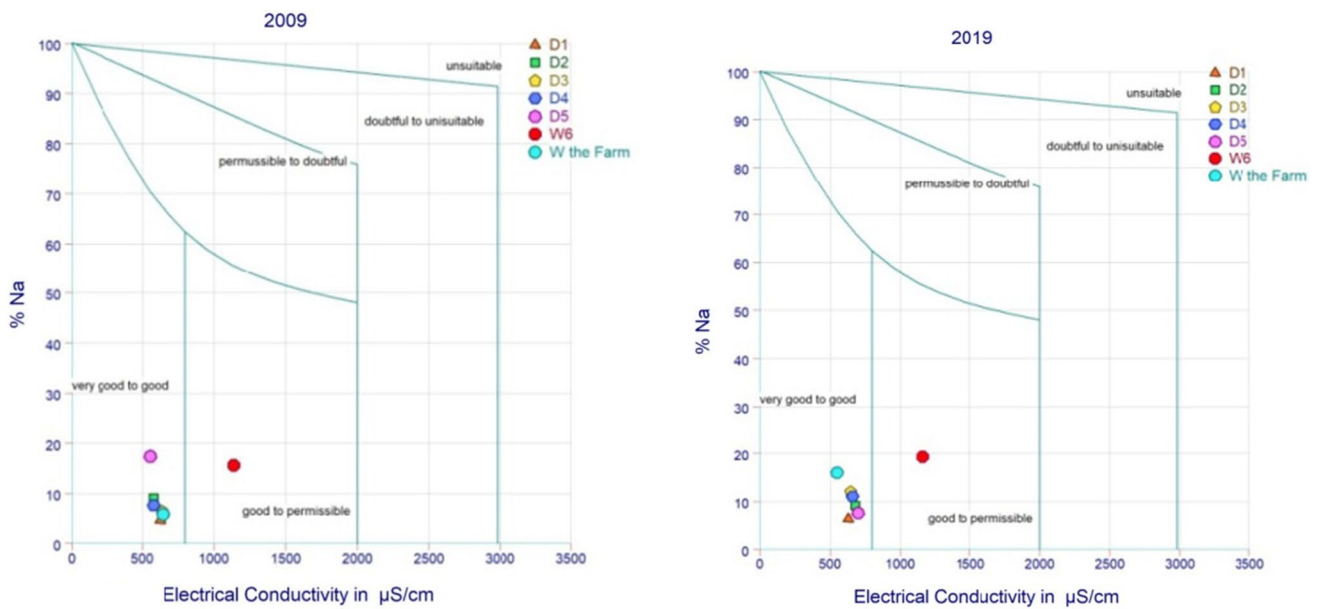 2009
100
90
80
70
60
50
40
30
20
10
0
% Na
unsuitable
doubtful to unisuitable
permussible to doubtful
very good to good
good to permissible
D1
D2
D3
D4
D5
W6
W the Farm
0 500 1000 1500 2000 2500 3000 3500
Electrical Conductivity in µS/cm
2019
100
90
80
70
60
50
40
30
20
10
0
% Na
unsuitable
doubtful to unisuitable
permussible to doubtful
very good to good
good to permissible
D1
D2
D3
D4
D5
W6
W the Farm
0 500 1000 1500 2000 2500 3000 3500
Electrical Conductivity in µS/cm